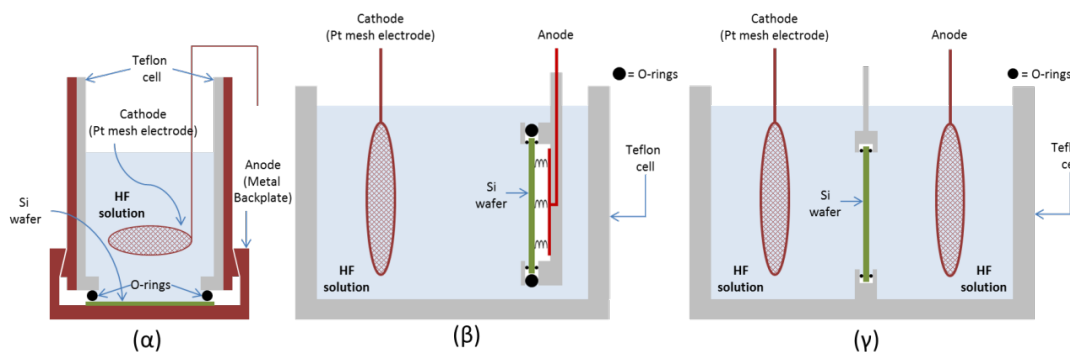 Teflon
cell
Cathode
(Pt mesh electrode)
Anode
(Metal
Backplate)
HF
solution
Si
wafer
O-rings
(α)
Cathode
(Pt mesh electrode)
Anode
= O-rings
Teflon
cell
Si
wafer
HF
solution
(β)
Cathode
(Pt mesh electrode)
Anode
= O-rings
Teflo
cell
Si
wafer
HF
solution
HF
solution
(γ)